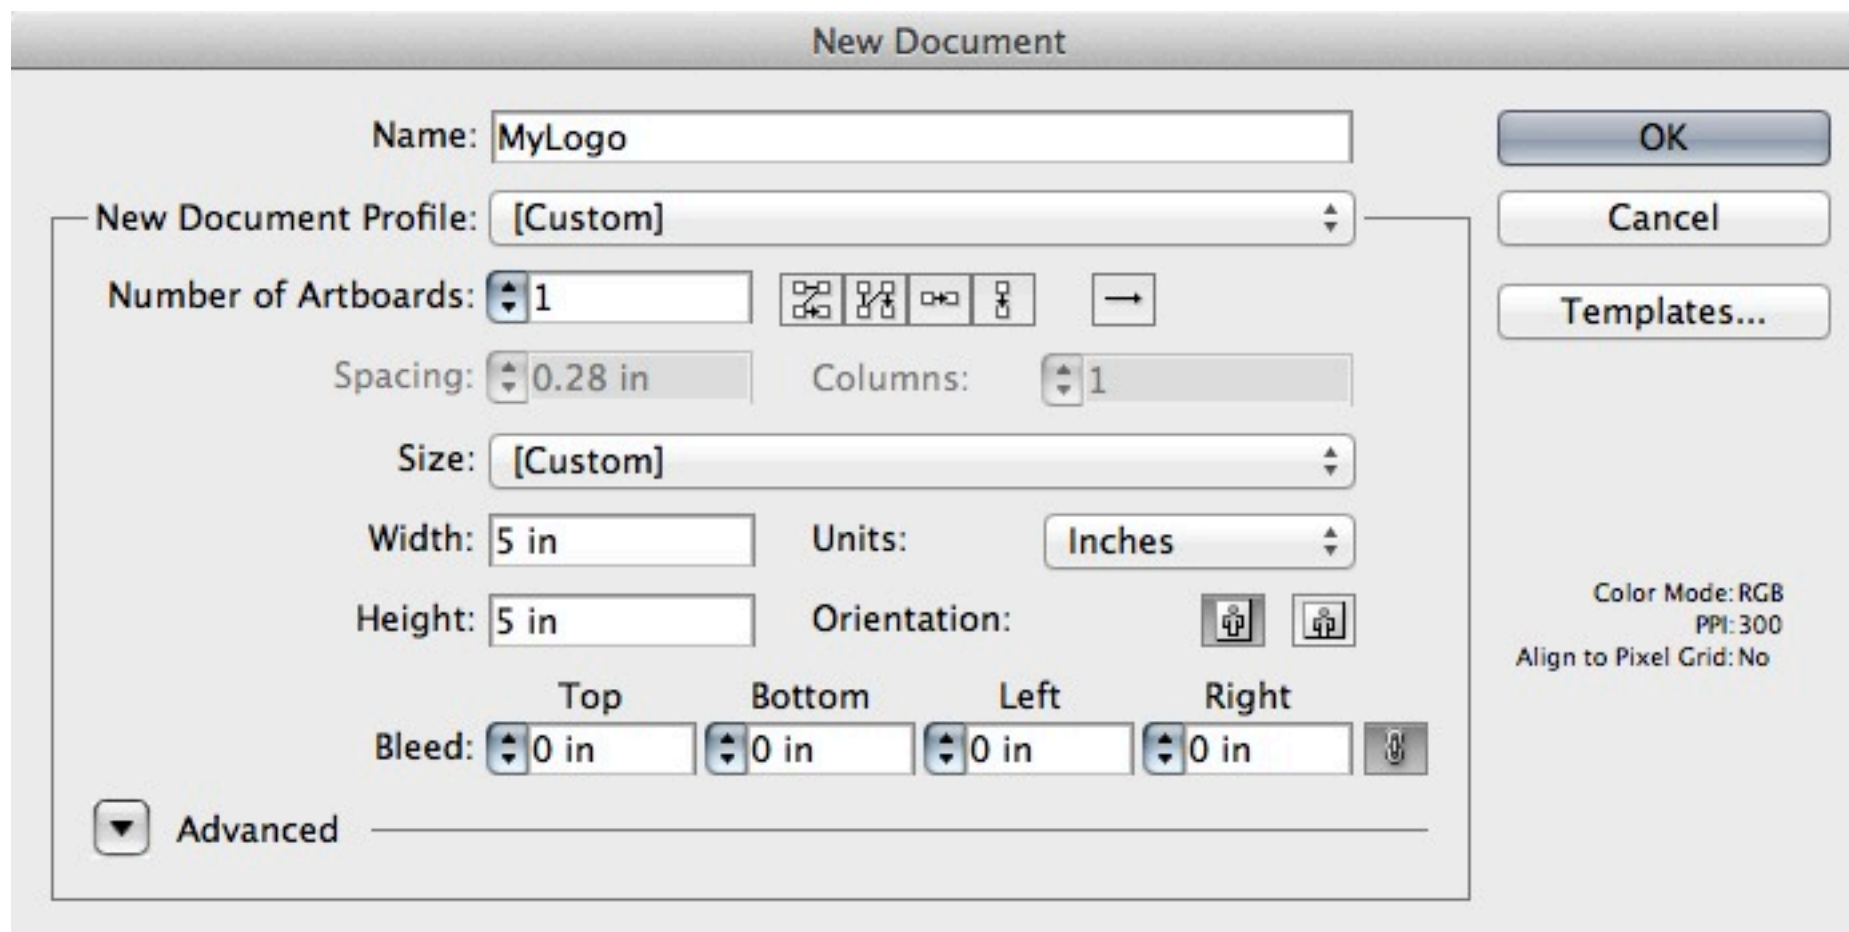 New Document
Name: MyLogo
OK
New Document Profile: [Custom]
Cancel
Number of Artboards: 1
Templates...
Spacing: 0.28 in Columns: 1
Size: [Custom]
Width: 5 in Units: Inches
Height: 5 in Orientation:
Color Mode: RGB
PPI: 300
Align to Pixel Grid: No
Top Bottom Left Right
Bleed: 0 in 0 in 0 in 0 in
Advanced